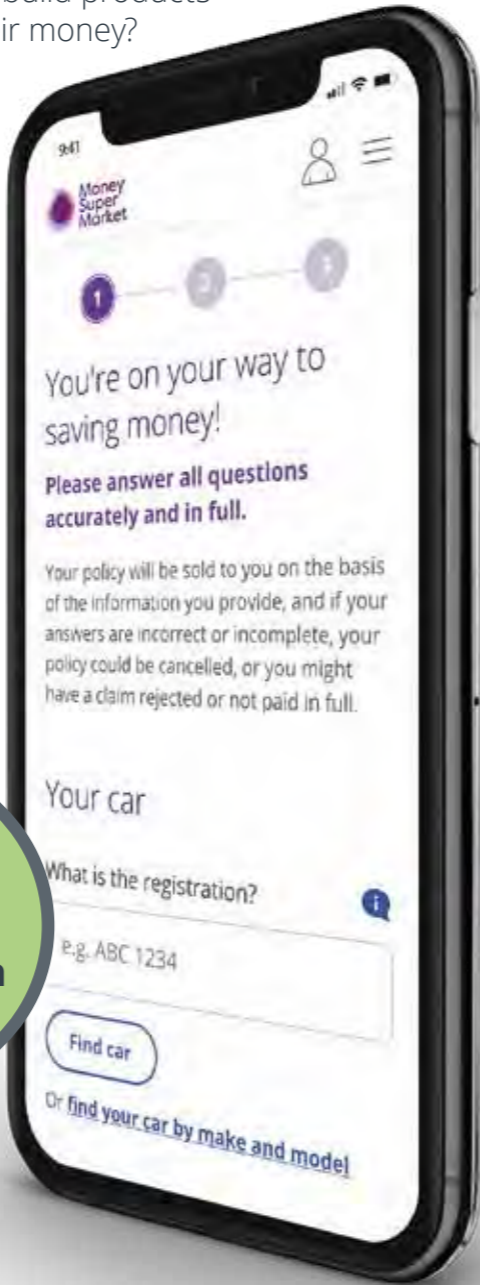 build products
ir money?
9:41
Money
Super
Market
1
2
3
You're on your way to
saving money!
Please answer all questions
accurately and in full.
Your policy will be sold to you on the basis
of the information you provide, and if your
answers are incorrect or incomplete, your
policy could be cancelled, or you might
have a claim rejected or not paid in full.
Your car
What is the registration?
i
e.g. ABC 1234
n
Find car
Or find your car by make and model